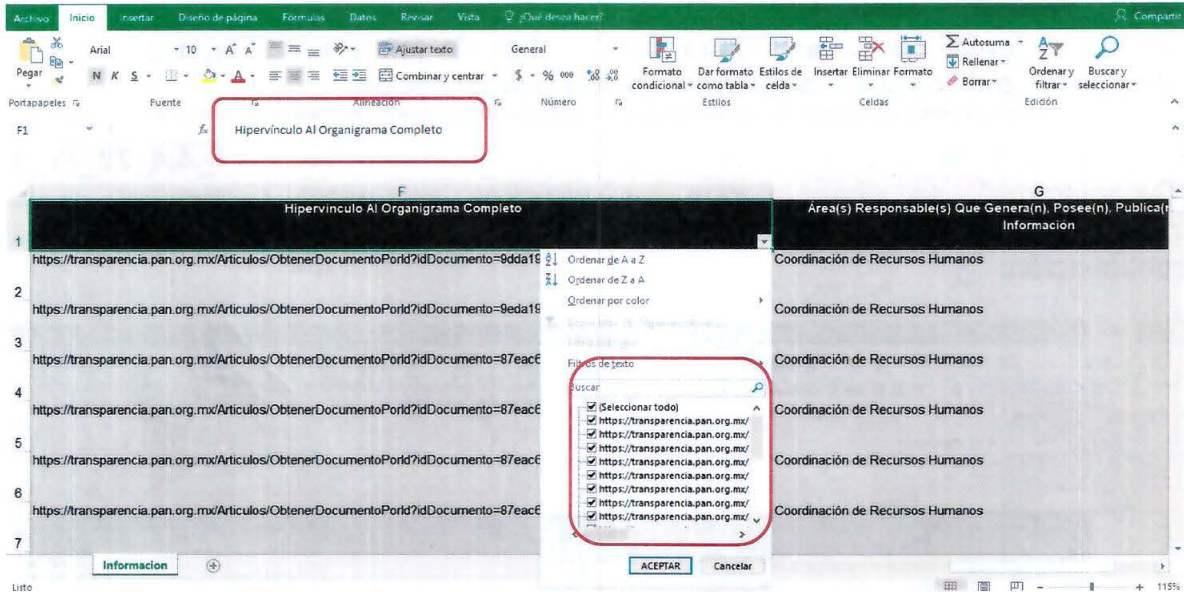 Archivo Inicio Insertar Diseño de página Fórmulas Datos Revisar Vista ¿Qué desea hacer? Compartir
Pegar
Arial 10 A A Ajustar texto General
N K S A Combinar y centrar $ % 000
Formato condicional Dar formato como tabla Estilos de celda Insertar Eliminar Formato
Autosuma
Rellenar
Borrar
Ordenar y filtrar Buscar y seleccionar
Portapapeles Fuente Alineación Número Estilos Celdas Edición
F1 fx Hipervínculo Al Organigrama Completo
F G
1 Hipervinculo Al Organigrama Completo Área(s) Responsable(s) Que Genera(n), Posee(n), Publica(n
Información
2 https://transparencia.pan.org.mx/Articulos/ObtenerDocumentoPorId?idDocumento=9dda19 Coordinación de Recursos Humanos
3 https://transparencia.pan.org.mx/Articulos/ObtenerDocumentoPorId?idDocumento=9eda19 Coordinación de Recursos Humanos
4 https://transparencia.pan.org.mx/Articulos/ObtenerDocumentoPorId?idDocumento=87eac6 Coordinación de Recursos Humanos
5 https://transparencia.pan.org.mx/Articulos/ObtenerDocumentoPorId?idDocumento=87eac6 Coordinación de Recursos Humanos
6 https://transparencia.pan.org.mx/Articulos/ObtenerDocumentoPorId?idDocumento=87eac6 Coordinación de Recursos Humanos
7 https://transparencia.pan.org.mx/Articulos/ObtenerDocumentoPorId?idDocumento=87eac6 Coordinación de Recursos Humanos
Ordenar de A a Z
Ordenar de Z a A
Ordenar por color
Filtros de texto
Buscar
(Seleccionar todo)
https://transparencia.pan.org.mx/
https://transparencia.pan.org.mx/
https://transparencia.pan.org.mx/
https://transparencia.pan.org.mx/
https://transparencia.pan.org.mx/
https://transparencia.pan.org.mx/
https://transparencia.pan.org.mx/
https://transparencia.pan.org.mx/
ACEPTAR Cancelar
Informacion
Listo 115%